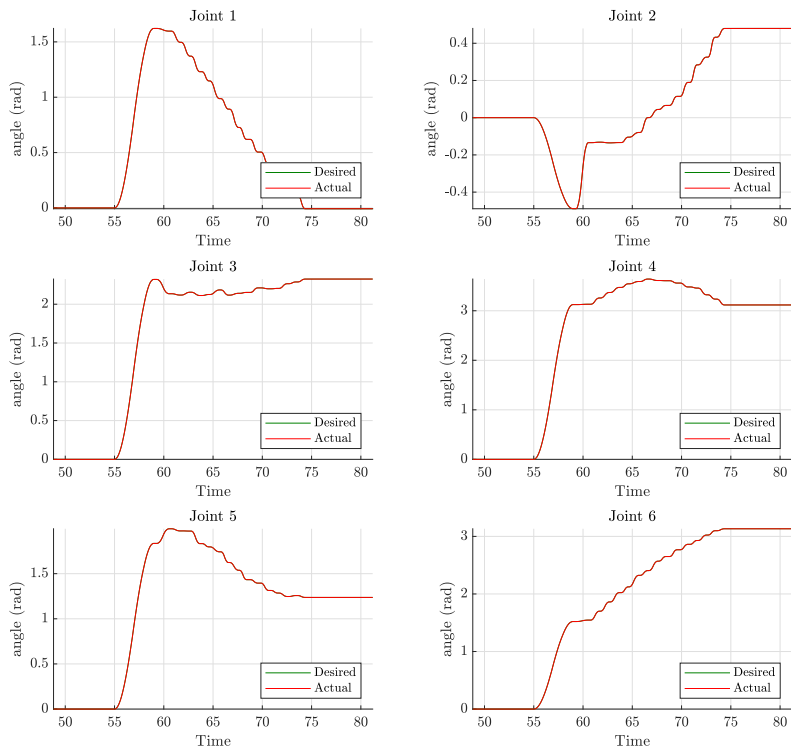 Joint 1
1.5
1
0.5
0
angle (rad)
50 55 60 65 70 75 80
Time
Desired
Actual
Joint 2
0.4
0.2
0
-0.2
-0.4
angle (rad)
50 55 60 65 70 75 80
Time
Desired
Actual
Joint 3
2
1.5
1
0.5
0
angle (rad)
50 55 60 65 70 75 80
Time
Desired
Actual
Joint 4
3
2
1
0
angle (rad)
50 55 60 65 70 75 80
Time
Desired
Actual
Joint 5
1.5
1
0.5
0
angle (rad)
50 55 60 65 70 75 80
Time
Desired
Actual
Joint 6
3
2
1
0
angle (rad)
50 55 60 65 70 75 80
Time
Desired
Actual